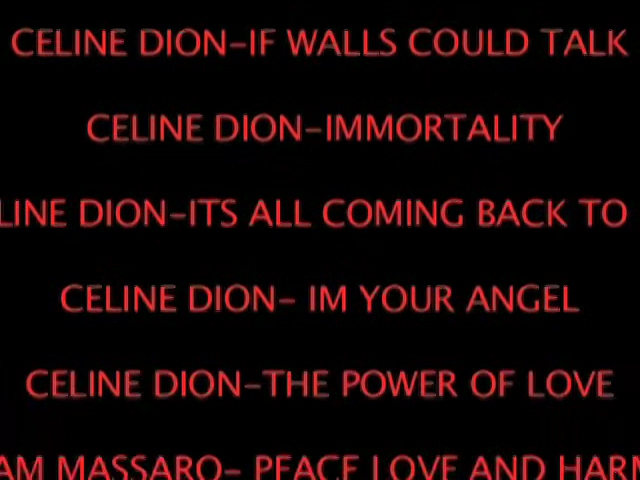 CELINE DION-IF WALLS COULD TALK
CELINE DION-IMMORTALITY
LINE DION-ITS ALL COMING BACK TO
CELINE DION- IM YOUR ANGEL
CELINE DION-THE POWER OF LOVE
AM MASSARO- PEACE LOVE AND HARM